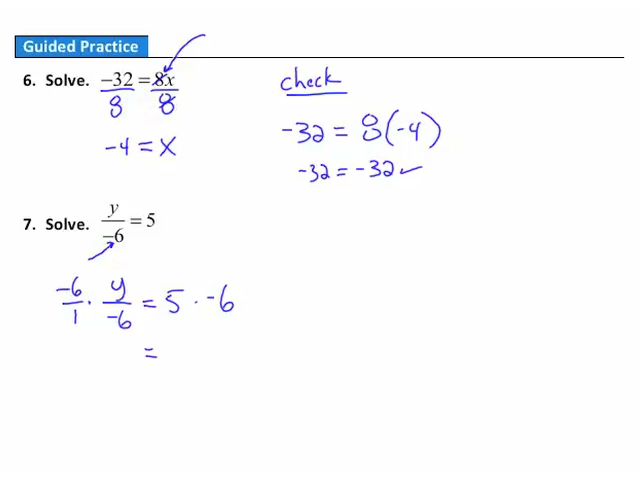 Guided Practice
6. Solve. −32 = 8x
8 8
-4 = x
check
-32 = 8(-4)
-32 = -32 ✓
7. Solve. y/−6 = 5
-6/1 · y/-6 = 5 · -6
=